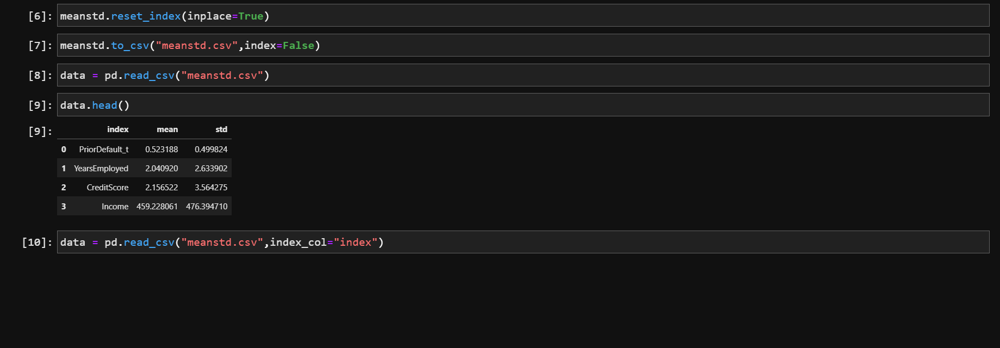 [6]: meanstd.reset_index(inplace=True)
[7]: meanstd.to_csv("meanstd.csv",index=False)
[8]: data = pd.read_csv("meanstd.csv")
[9]: data.head()
[9]: index mean std
0 PriorDefault_t 0.523188 0.499824
1 YearsEmployed 2.040920 2.633902
2 CreditScore 2.156522 3.564275
3 Income 459.228061 476.394710
[10]: data = pd.read_csv("meanstd.csv",index_col="index")